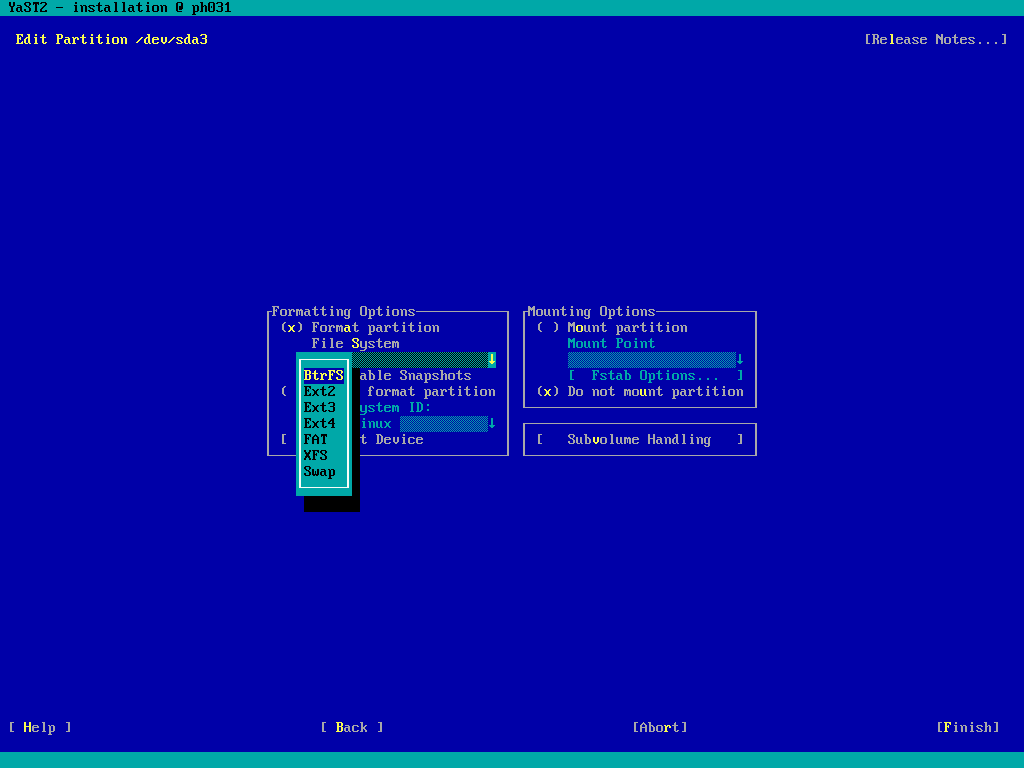 YaST2 - installation @ ph031
Edit Partition /dev/sda3 [Release Notes...]
Formatting Options
(x) Format partition
File System
↓
BtrFS able Snapshots
Ext2 ( format partition
Ext3 ystem ID:
Ext4 inux ↓
FAT [ t Device
XFS
Swap
Mounting Options
( ) Mount partition
Mount Point
↓
[ Fstab Options... ]
(x) Do not mount partition
[ Subvolume Handling ]
[ Help ] [ Back ] [Abort] [Finish]